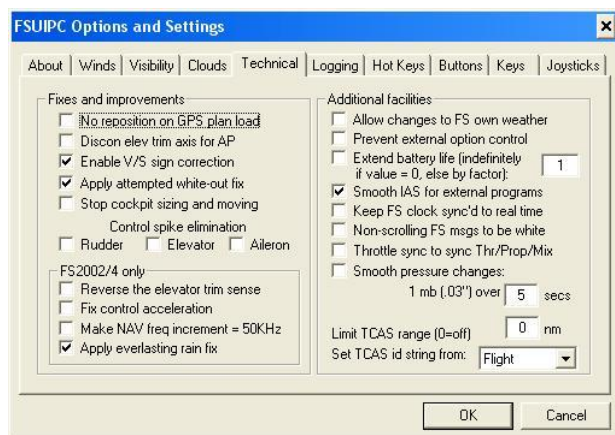 FSUIPC Options and Settings
About Winds Visibility Clouds Technical Logging Hot Keys Buttons Keys Joysticks
Fixes and improvements
No reposition on GPS plan load
Discon elev trim axis for AP
Enable V/S sign correction
Apply attempted white-out fix
Stop cockpit sizing and moving
Control spike elimination
Rudder Elevator Aileron
FS2002/4 only
Reverse the elevator trim sense
Fix control acceleration
Make NAV freq increment = 50KHz
Apply everlasting rain fix
Additional facilities
Allow changes to FS own weather
Prevent external option control
Extend battery life (indefinitely
if value = 0, else by factor): 1
Smooth IAS for external programs
Keep FS clock sync'd to real time
Non-scrolling FS msgs to be white
Throttle sync to sync Thr/Prop/Mix
Smooth pressure changes:
1 mb (.03") over 5 secs
Limit TCAS range (0=off) 0 nm
Set TCAS id string from: Flight
OK Cancel